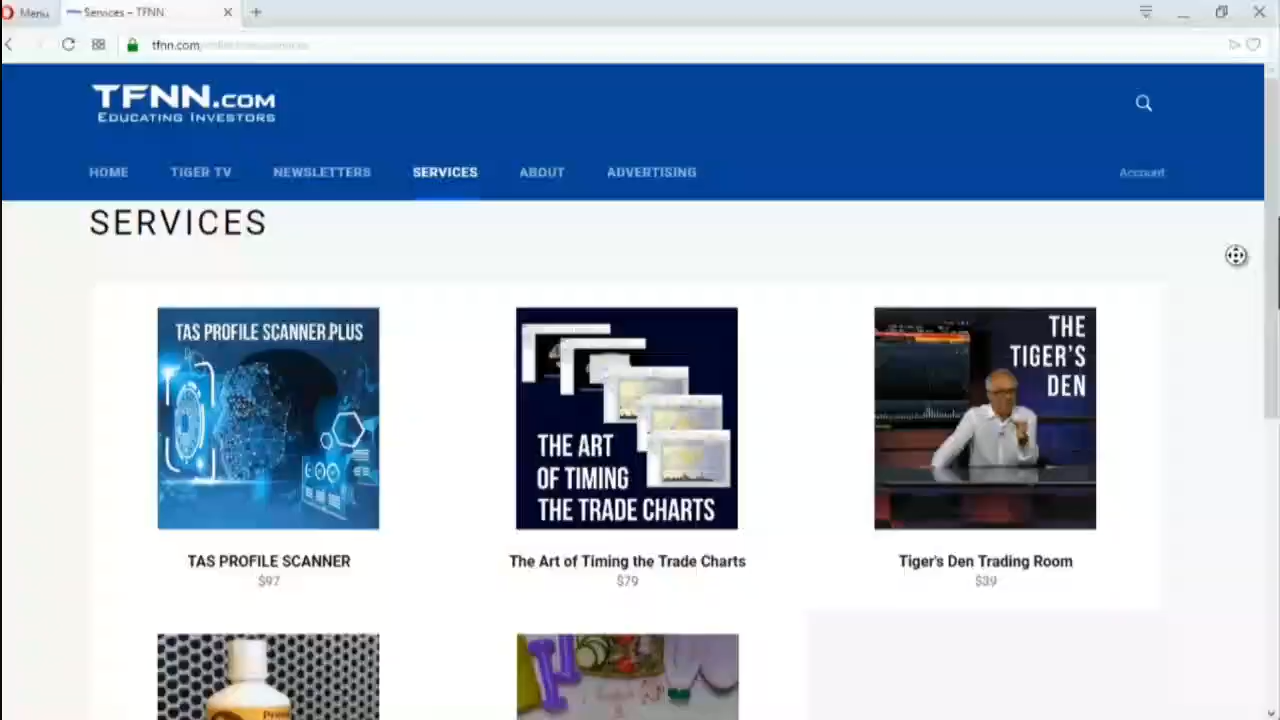 Menu
Services – TFNN
tfnn.com
TFNN.COM
EDUCATING INVESTORS
HOME
TIGER TV
NEWSLETTERS
SERVICES
ABOUT
ADVERTISING
Account
SERVICES
TAS PROFILE SCANNER PLUS
THE ART
OF TIMING
THE TRADE CHARTS
THE
TIGER'S
DEN
TAS PROFILE SCANNER
$97
The Art of Timing the Trade Charts
$79
Tiger's Den Trading Room
$39